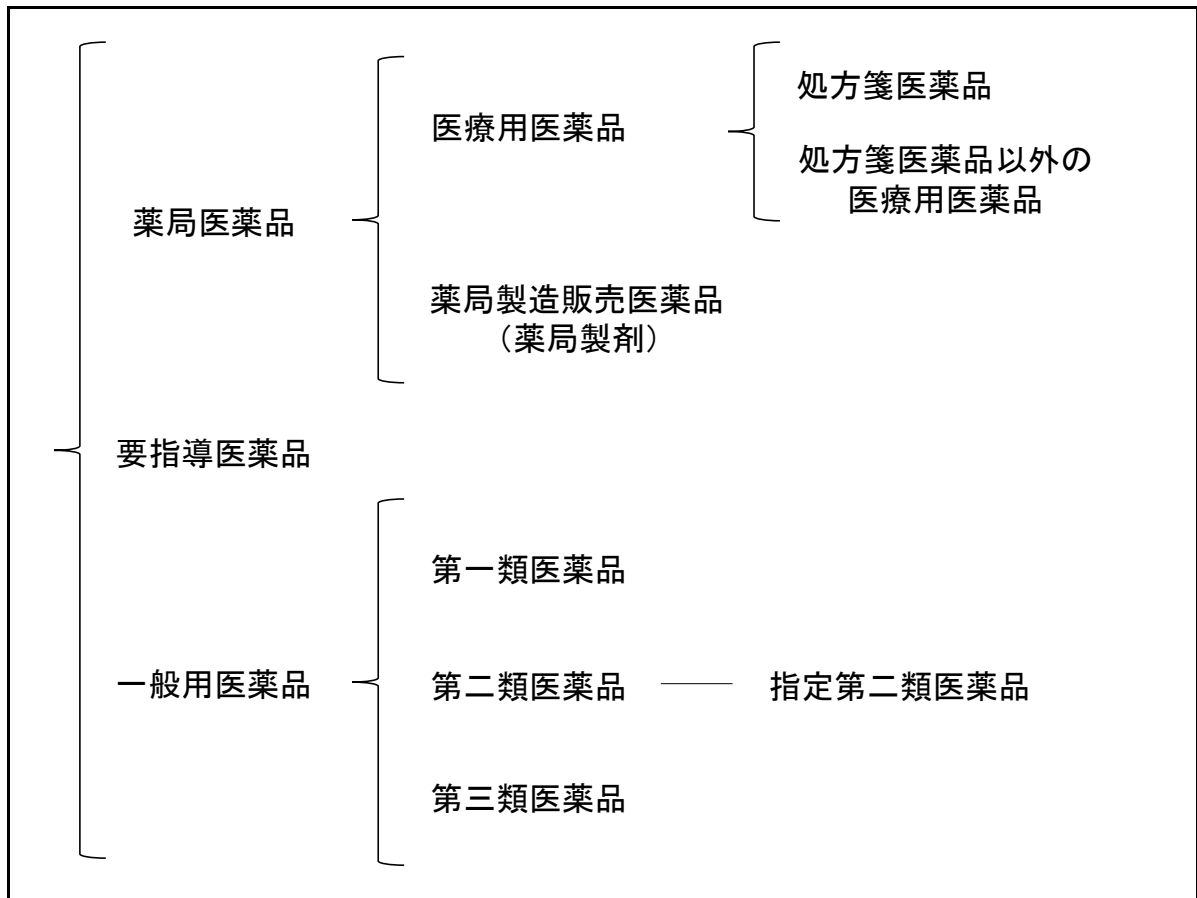 処方箋医薬品
医療用医薬品
処方箋医薬品以外の
医療用医薬品
薬局医薬品
薬局製造販売医薬品
（薬局製剤）
要指導医薬品
第一類医薬品
一般用医薬品
第二類医薬品
指定第二類医薬品
第三類医薬品